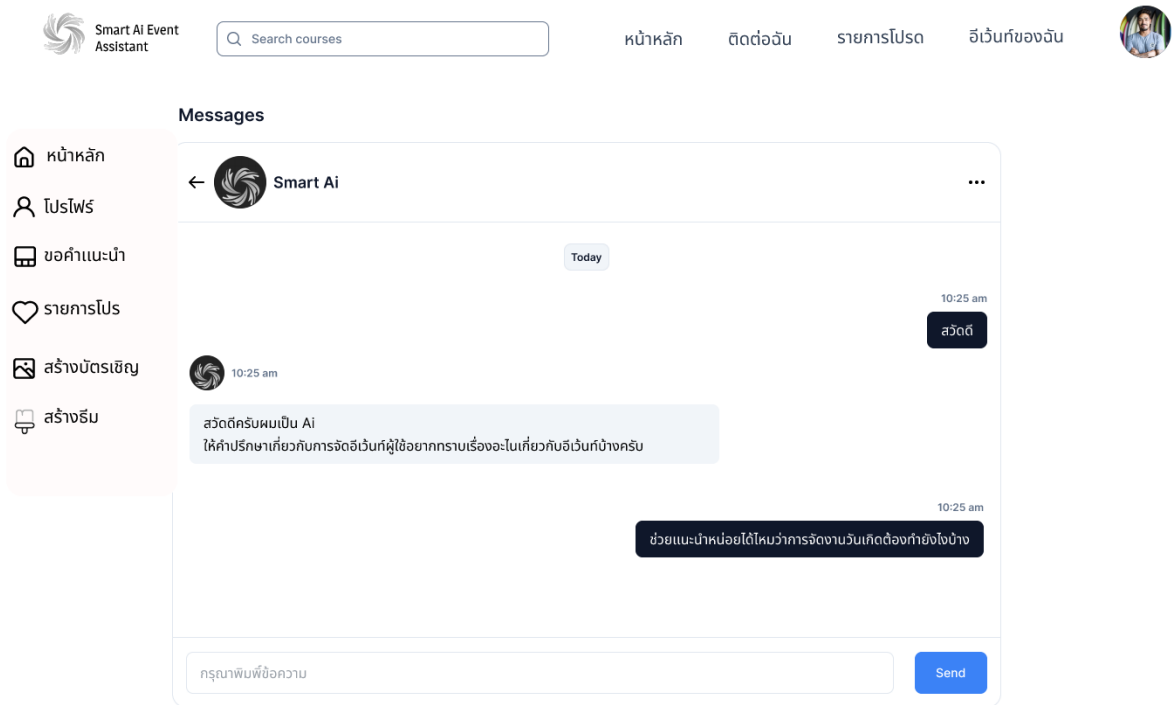 Smart Ai Event
Assistant
Search courses
หน้าหลัก
ติดต่อฉัน
รายการโปรด
อีเว้นท์ของฉัน
Messages
หน้าหลัก
โปรไฟร์
ขอคำแนะนำ
รายการโปร
สร้างบัตรเชิญ
สร้างธีม
Smart Ai
Today
10:25 am
สวัดดี
10:25 am
สวัสดีครับผมเป็น Ai
ให้คำปรึกษาเกี่ยวกับการจัดอีเว้นท์ผู้ใช้อยากทราบเรื่องอะไนเกี่ยวกับอีเว้นท์บ้างครับ
10:25 am
ช่วยแนะนำหน่อยได้ไหมว่าการจัดงานวันเกิดต้องทำยังไงบ้าง
กรุณาพิมพิ์ข้อความ
Send